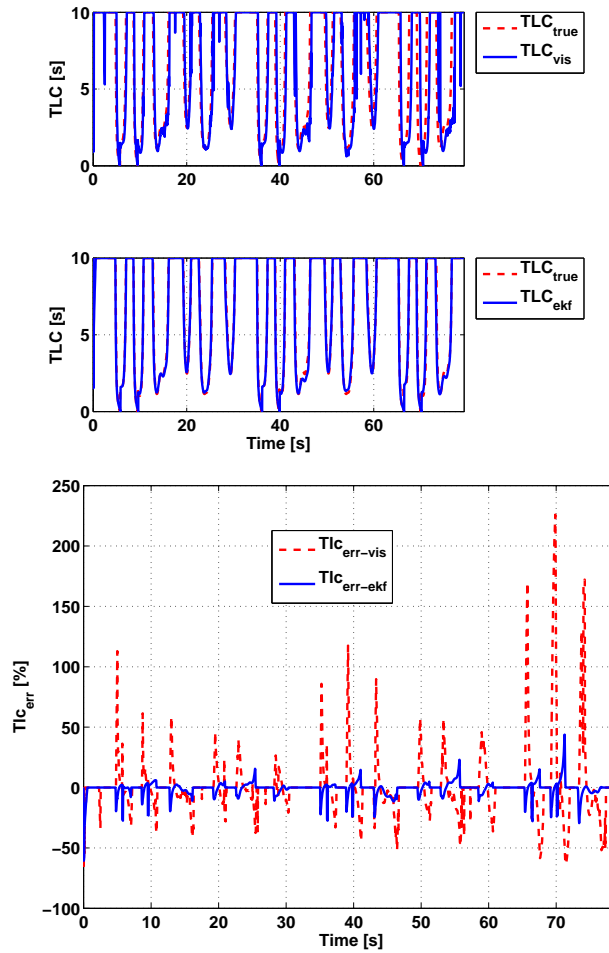 10
5
0
TLC [s]
0
20
40
60
TLC_true
TLC_vis
10
5
0
TLC [s]
0
20
40
60
Time [s]
TLC_true
TLC_ekf
250
200
150
100
50
0
−50
−100
Tlc_err [%]
0
10
20
30
40
50
60
70
Time [s]
Tlc_err−vis
Tlc_err−ekf